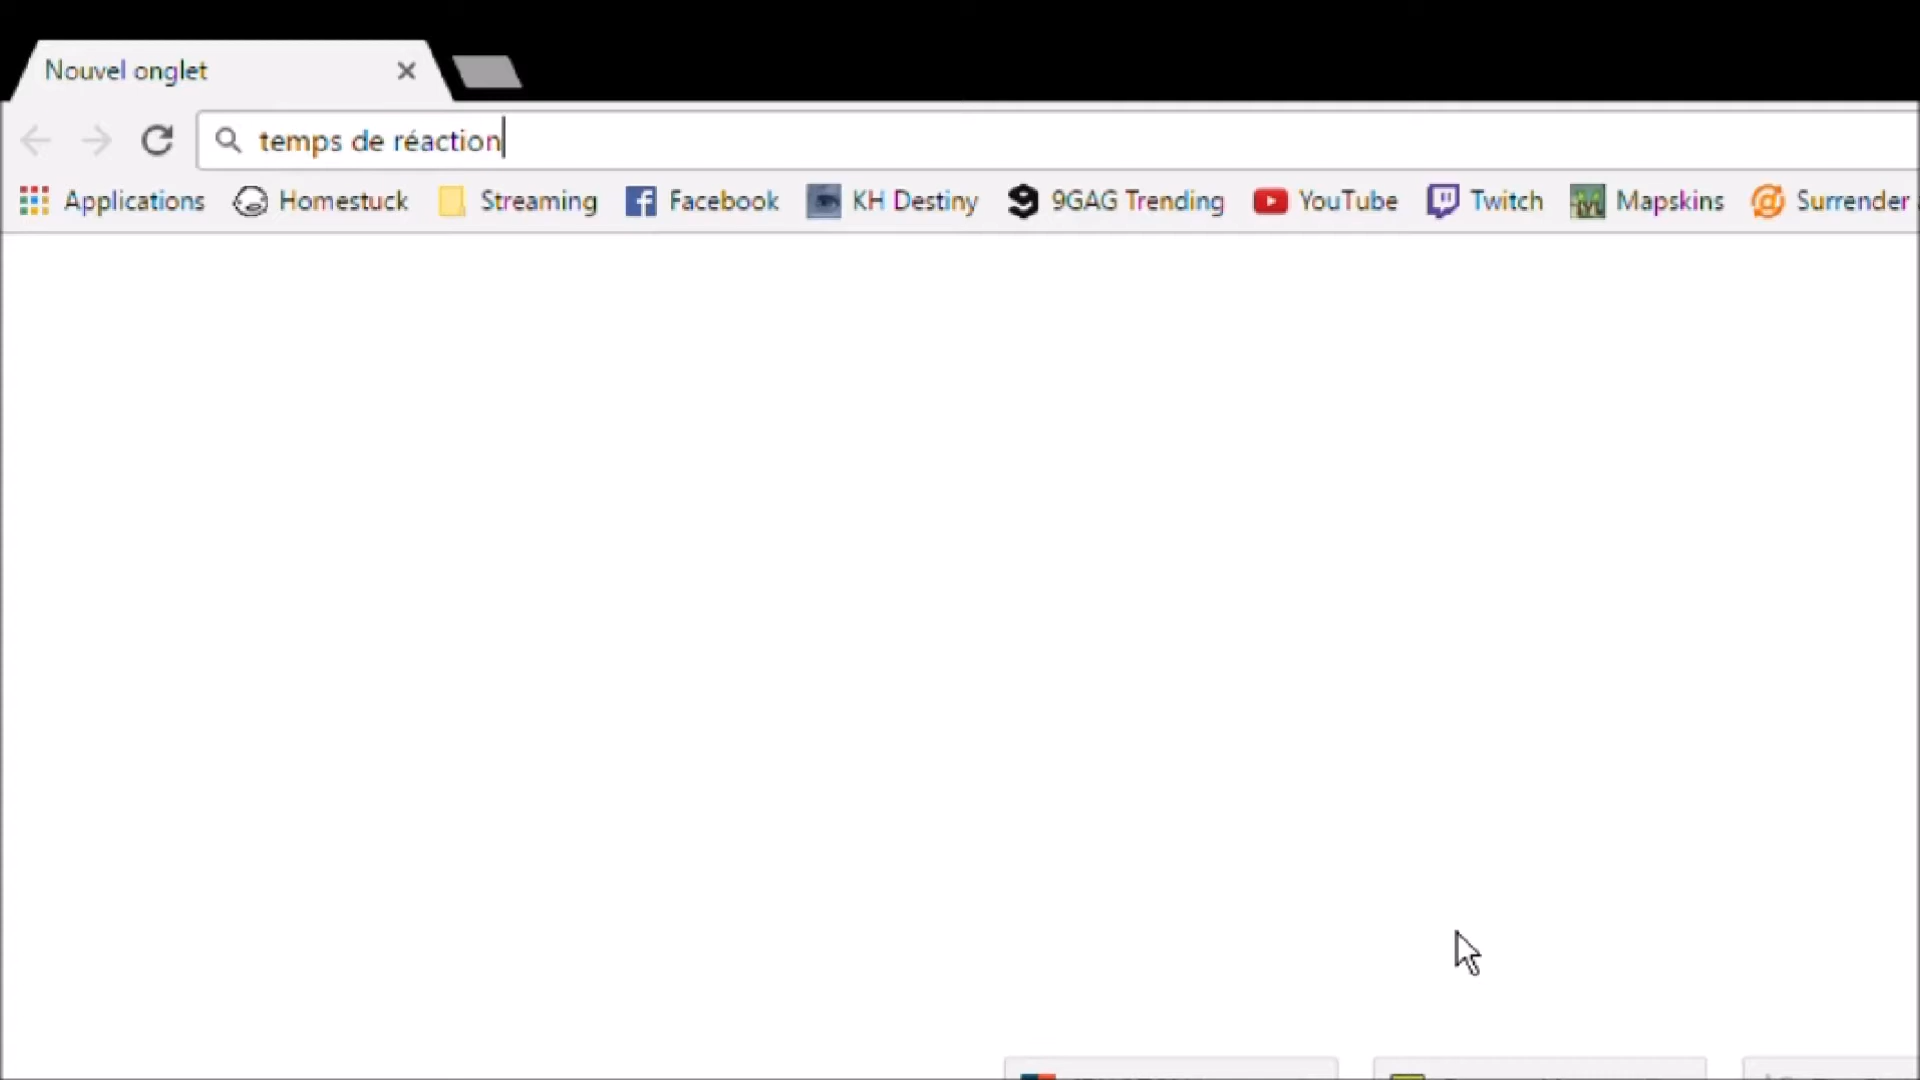 Nouvel onglet
temps de réaction
Applications Homestuck Streaming Facebook KH Destiny 9GAG Trending YouTube Twitch Mapskins Surrender